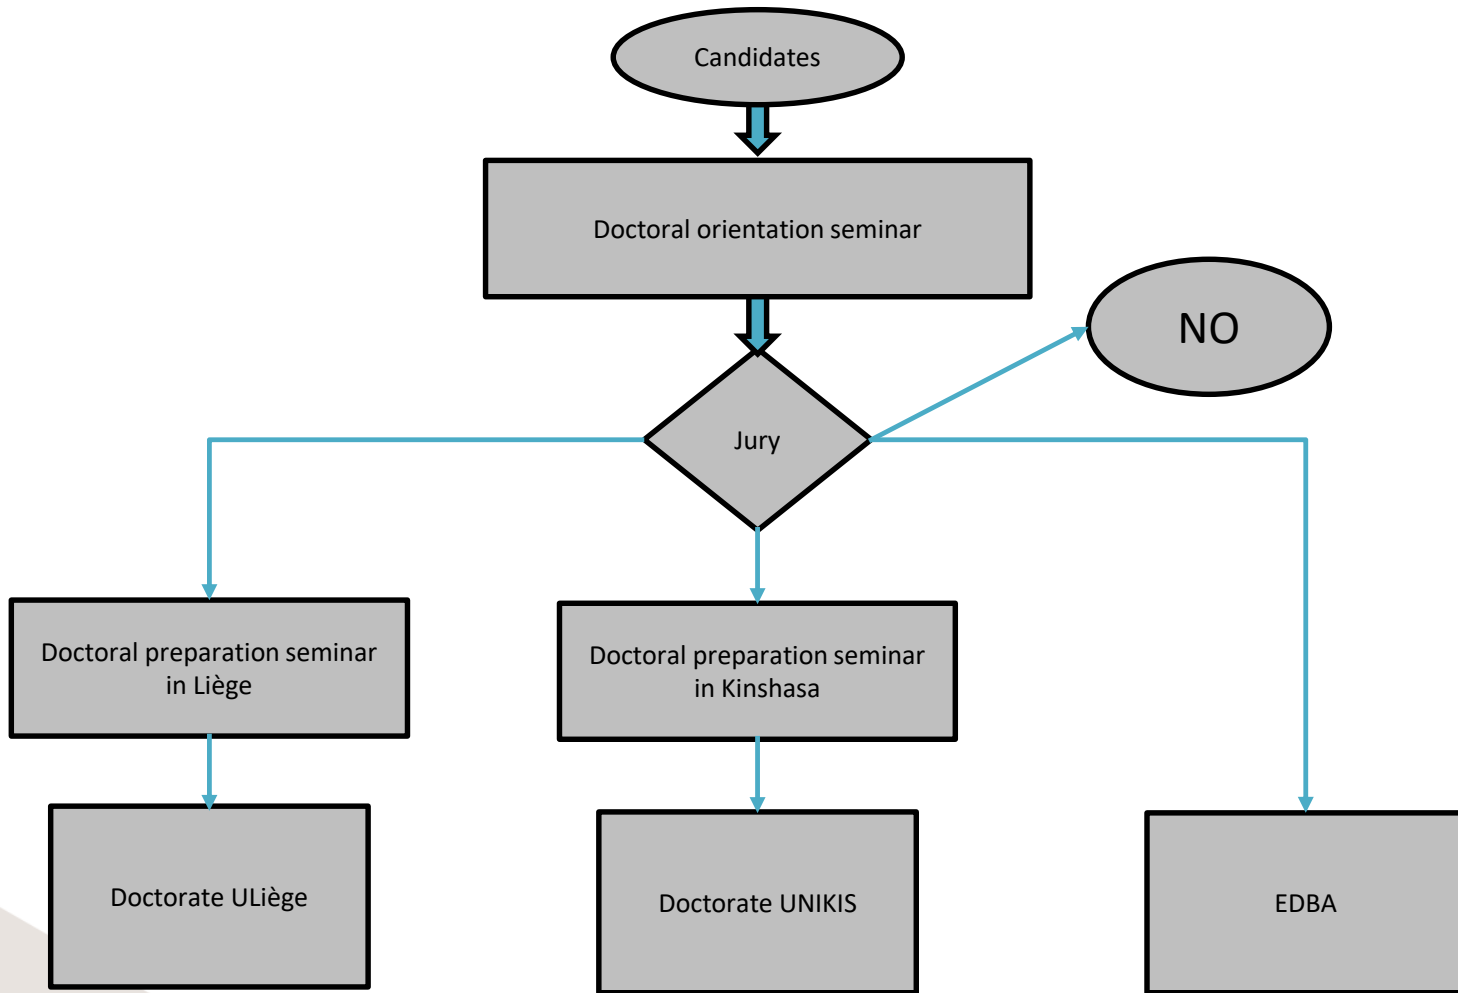 Candidates
Doctoral orientation seminar
NO
Jury
Doctoral preparation seminar
in Liège
Doctoral preparation seminar
in Kinshasa
Doctorate ULiège
Doctorate UNIKIS
EDBA